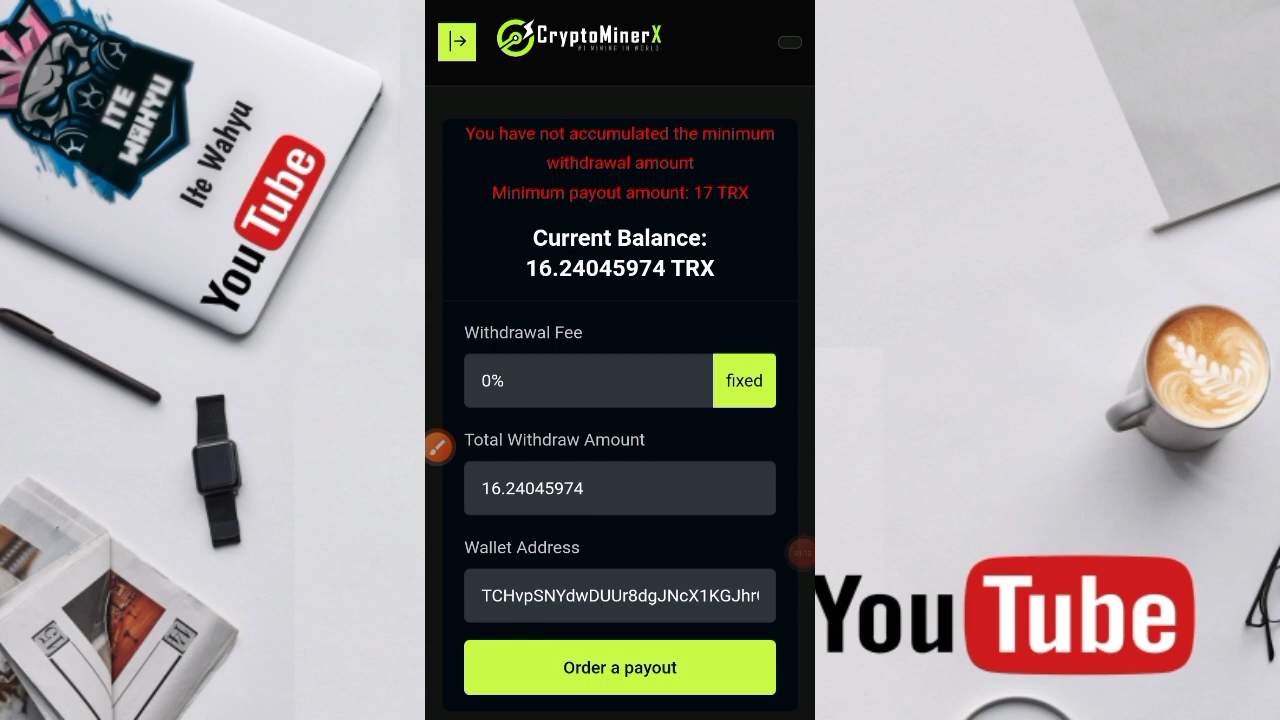 ITE
WAHYU
Ite Wahyu
YouTube
CryptoMinerX
#1 MINING IN WORLD
You have not accumulated the minimum
withdrawal amount
Minimum payout amount: 17 TRX
Current Balance:
16.24045974 TRX
Withdrawal Fee
0%
fixed
Total Withdraw Amount
16.24045974
Wallet Address
TCHvpSNYdwDUUr8dgJNcX1KGJhr
Order a payout
01:13
YouTube